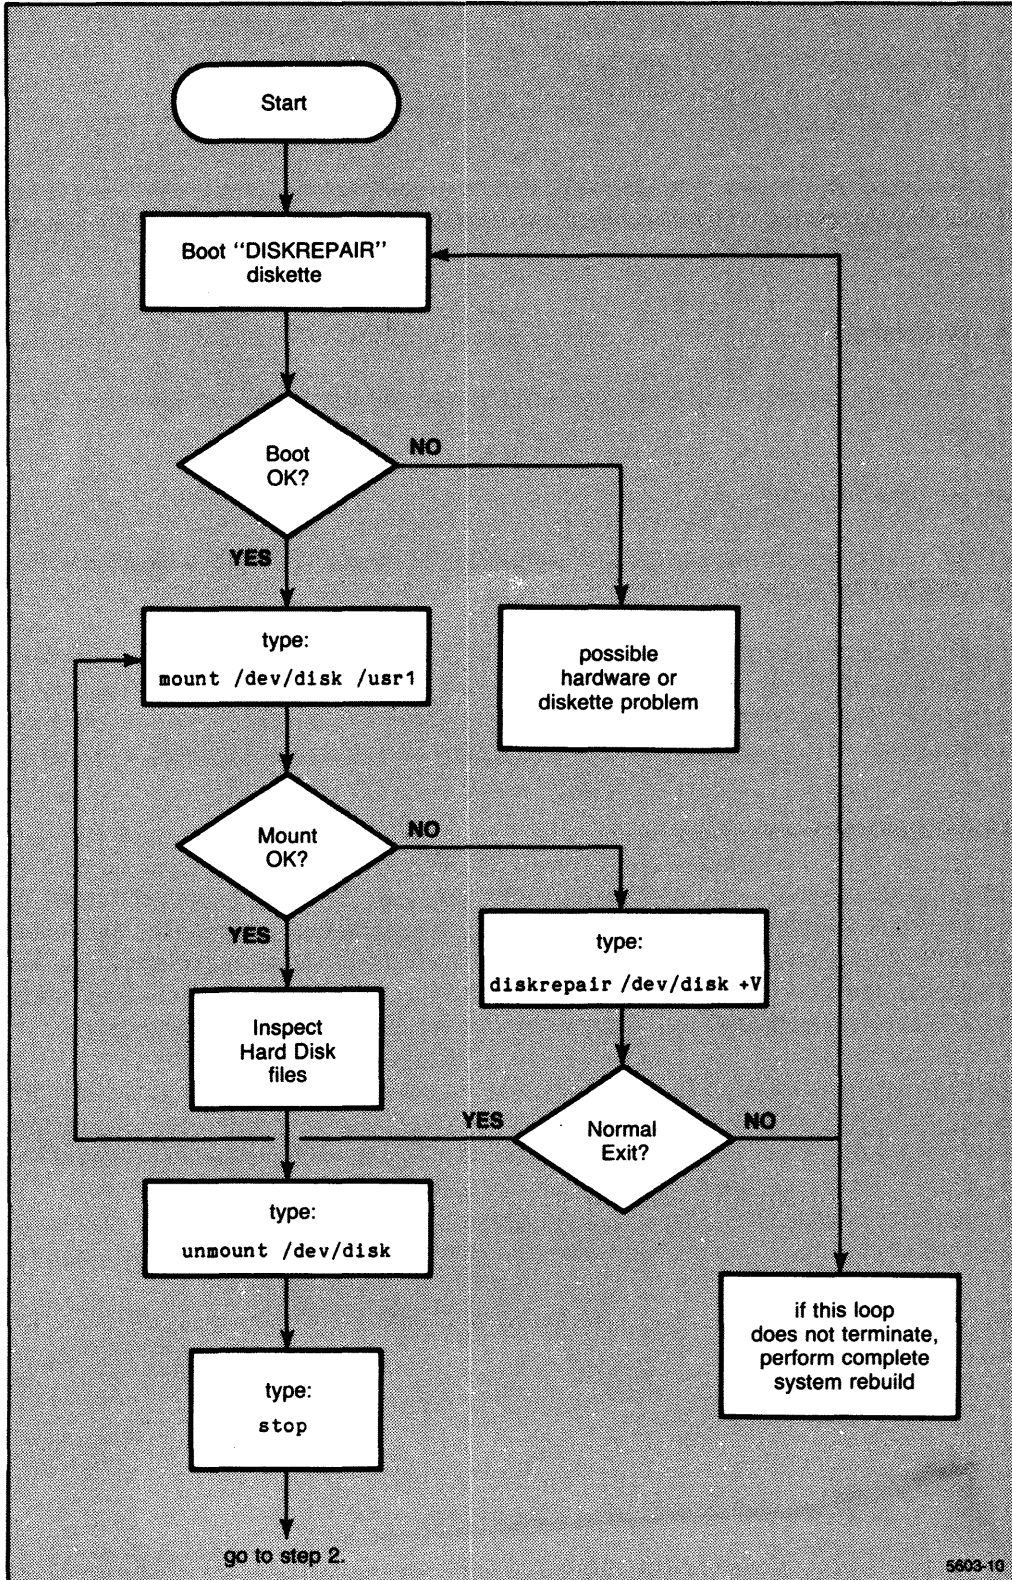 Start
Boot "DISKREPAIR"
diskette
Boot
OK?
NO
YES
type:
mount /dev/disk /usr1
possible
hardware or
diskette problem
Mount
OK?
NO
YES
type:
diskrepair /dev/disk +V
Inspect
Hard Disk
files
YES
Normal
Exit?
NO
type:
unmount /dev/disk
if this loop
does not terminate,
perform complete
system rebuild
type:
stop
go to step 2.
5603-10